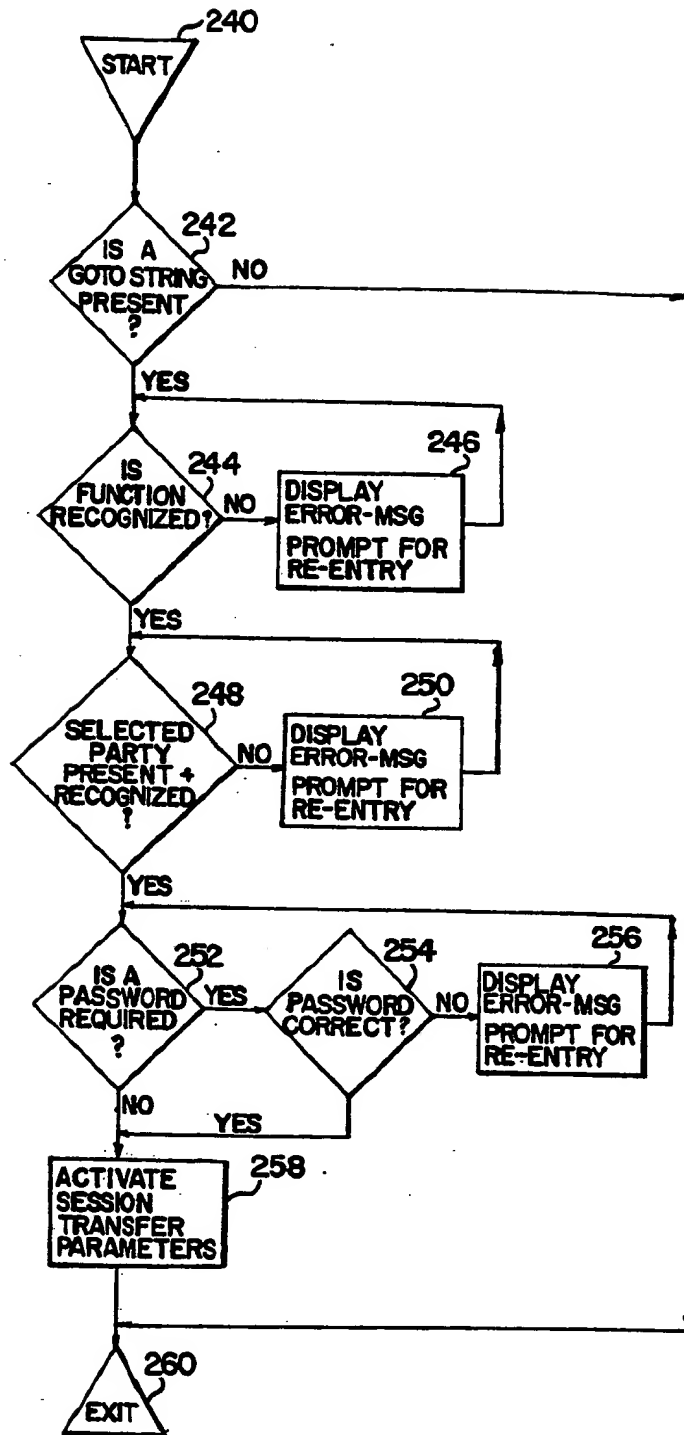 240
START
242
IS A
GOTO STRING
PRESENT
?
NO
YES
246
IS
FUNCTION
RECOGNIZED?
244
NO
DISPLAY
ERROR-MSG
PROMPT FOR
RE-ENTRY
YES
248
250
SELECTED
PARTY
PRESENT +
RECOGNIZED
?
NO
DISPLAY
ERROR-MSG
PROMPT FOR
RE-ENTRY
YES
252
254
256
IS A
PASSWORD
REQUIRED
?
YES
IS
PASSWORD
CORRECT?
NO
DISPLAY
ERROR-MSG
PROMPT FOR
RE-ENTRY
NO
YES
ACTIVATE
SESSION
TRANSFER
PARAMETERS
258
260
EXIT